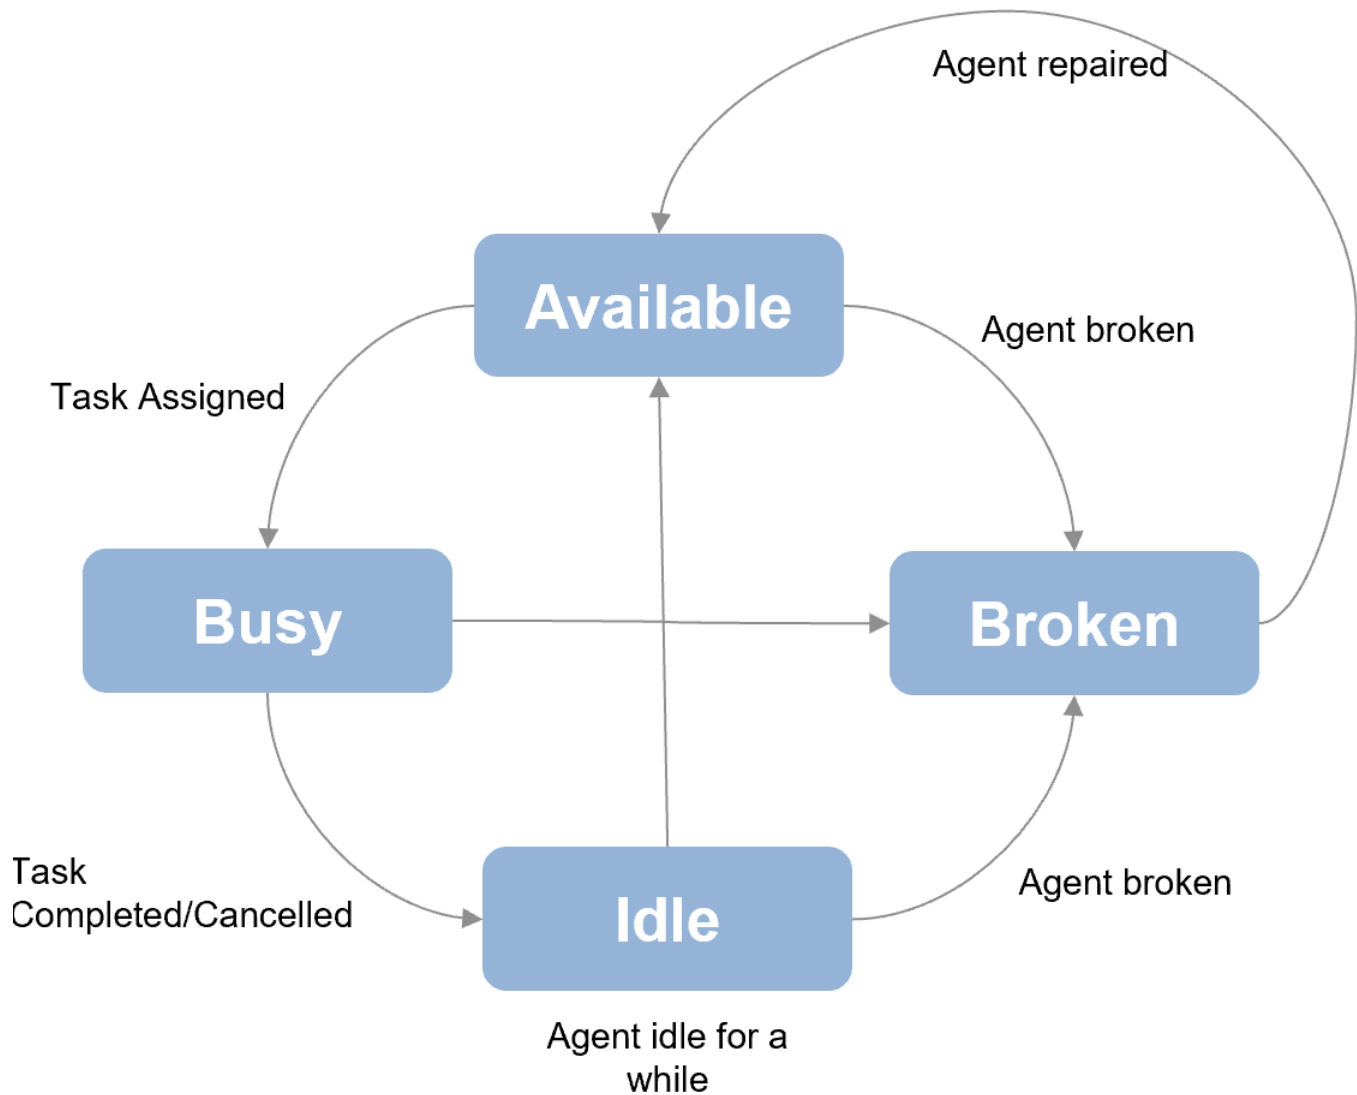 Agent repaired
Available
Agent broken
Task Assigned
Busy
Broken
Task
Completed/Cancelled
Idle
Agent broken
Agent idle for a
while